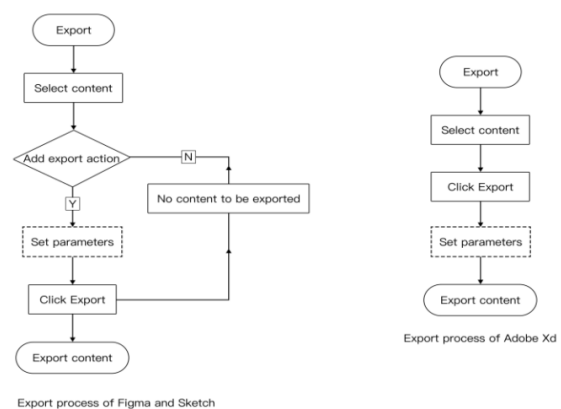 Export
Select content
Add export action
N
No content to be exported
Y
Set parameters
Click Export
Export content
Export process of Figma and Sketch
Export
Select content
Click Export
Set parameters
Export content
Export process of Adobe Xd